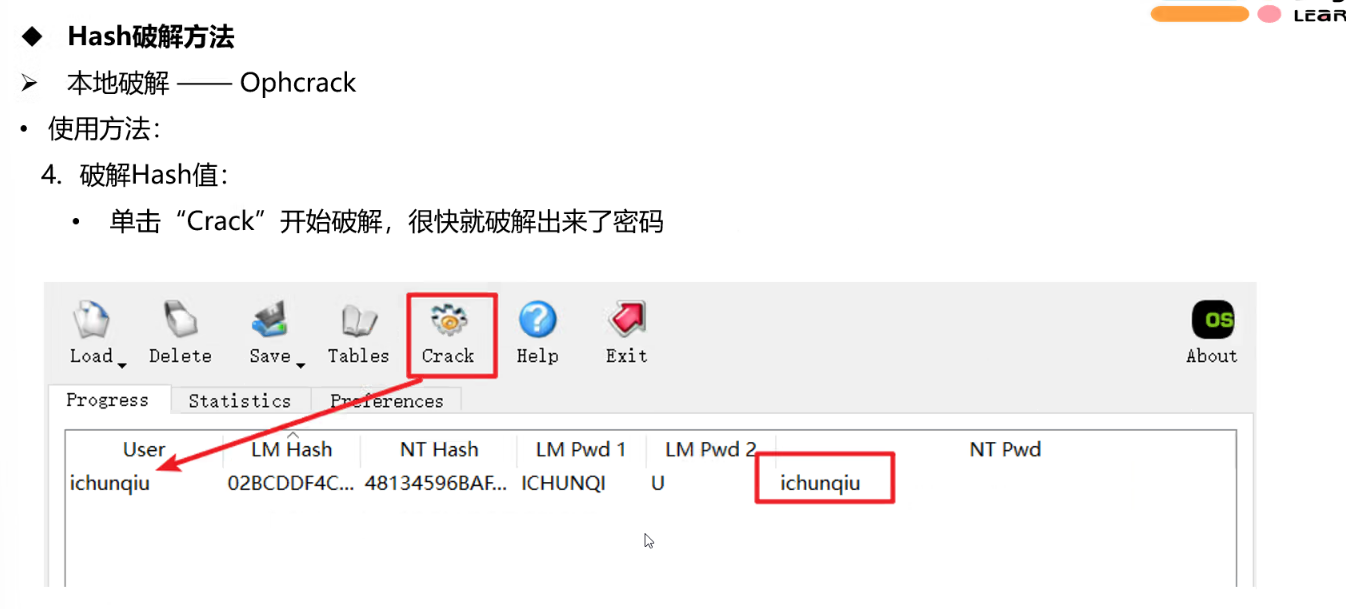 LEAR
◆ Hash破解方法
➢ 本地破解 —— Ophcrack
• 使用方法：
4. 破解Hash值：
• 单击“Crack”开始破解，很快就破解出来了密码
OS
Load Delete Save Tables Crack Help Exit About
Progress Statistics Preferences
User LM Hash NT Hash LM Pwd 1 LM Pwd 2 NT Pwd
ichunqiu 02BCDDF4C... 48134596BAF... ICHUNQI U ichunqiu